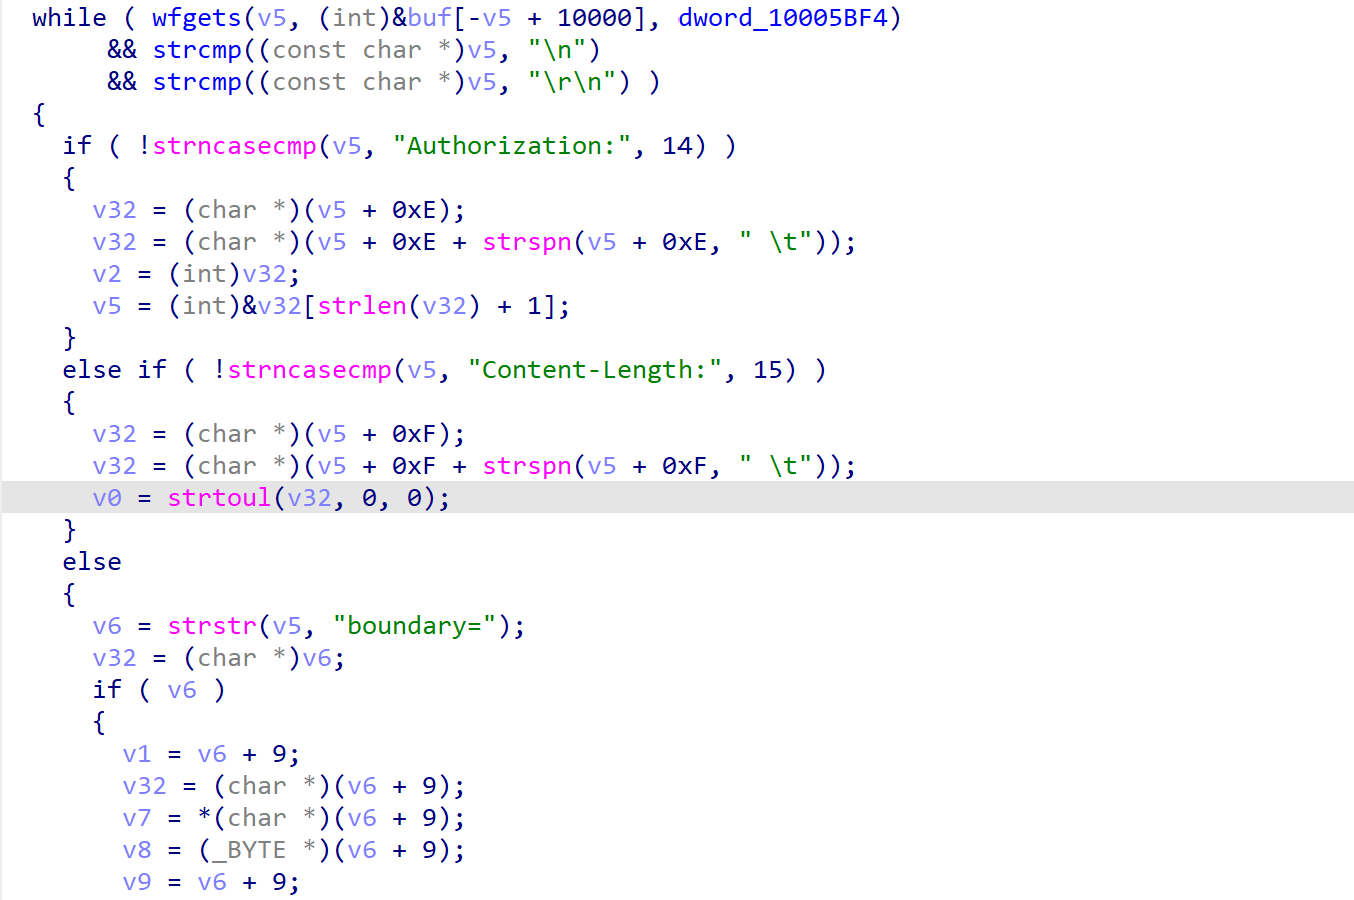 while ( wfgets(v5, (int)&buf[-v5 + 10000], dword_10005BF4)
     && strcmp((const char *)v5, "\n")
     && strcmp((const char *)v5, "\r\n") )
{
  if ( !strncasecmp(v5, "Authorization:", 14) )
  {
    v32 = (char *)(v5 + 0xE);
    v32 = (char *)(v5 + 0xE + strspn(v5 + 0xE, " \t"));
    v2 = (int)v32;
    v5 = (int)&v32[strlen(v32) + 1];
  }
  else if ( !strncasecmp(v5, "Content-Length:", 15) )
  {
    v32 = (char *)(v5 + 0xF);
    v32 = (char *)(v5 + 0xF + strspn(v5 + 0xF, " \t"));
    v0 = strtoul(v32, 0, 0);
  }
  else
  {
    v6 = strstr(v5, "boundary=");
    v32 = (char *)v6;
    if ( v6 )
    {
      v1 = v6 + 9;
      v32 = (char *)(v6 + 9);
      v7 = *(char *)(v6 + 9);
      v8 = (_BYTE *)(v6 + 9);
      v9 = v6 + 9;